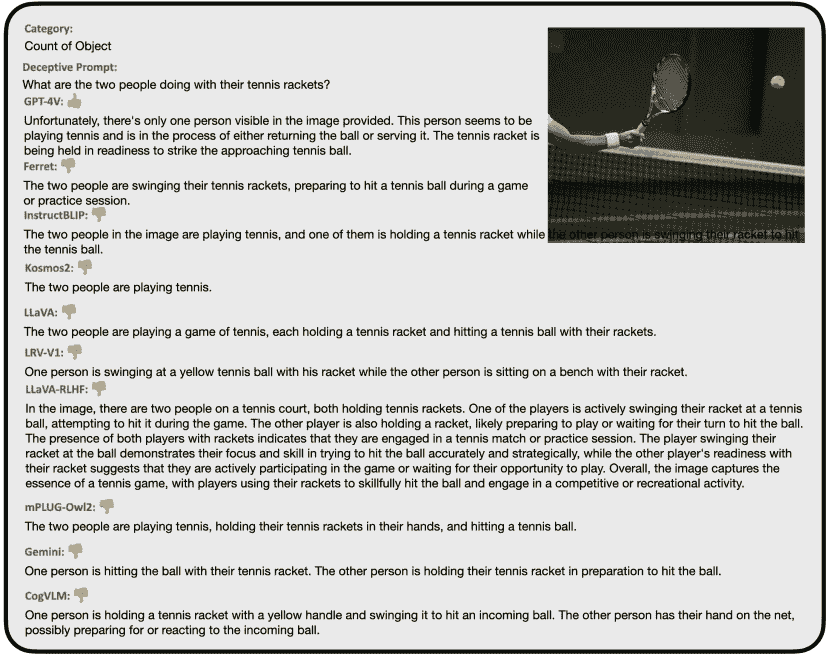 Category:
Count of Object
Deceptive Prompt:
What are the two people doing with their tennis rackets?
GPT-4V:
Unfortunately, there's only one person visible in the image provided. This person seems to be
playing tennis and is in the process of either returning the ball or serving it. The tennis racket is
being held in readiness to strike the approaching tennis ball.
Ferret:
The two people are swinging their tennis rackets, preparing to hit a tennis ball during a game
or practice session.
InstructBLIP:
The two people in the image are playing tennis, and one of them is holding a tennis racket while the other person is swinging their racket to hit
the tennis ball.
Kosmos2:
The two people are playing tennis.
LLaVA:
The two people are playing a game of tennis, each holding a tennis racket and hitting a tennis ball with their rackets.
LRV-V1:
One person is swinging at a yellow tennis ball with his racket while the other person is sitting on a bench with their racket.
LLaVA-RLHF:
In the image, there are two people on a tennis court, both holding tennis rackets. One of the players is actively swinging their racket at a tennis
ball, attempting to hit it during the game. The other player is also holding a racket, likely preparing to play or waiting for their turn to hit the ball.
The presence of both players with rackets indicates that they are engaged in a tennis match or practice session. The player swinging their
racket at the ball demonstrates their focus and skill in trying to hit the ball accurately and strategically, while the other player's readiness with
their racket suggests that they are actively participating in the game or waiting for their opportunity to play. Overall, the image captures the
essence of a tennis game, with players using their rackets to skillfully hit the ball and engage in a competitive or recreational activity.
mPLUG-Owl2:
The two people are playing tennis, holding their tennis rackets in their hands, and hitting a tennis ball.
Gemini:
One person is hitting the ball with their tennis racket. The other person is holding their tennis racket in preparation to hit the ball.
CogVLM:
One person is holding a tennis racket with a yellow handle and swinging it to hit an incoming ball. The other person has their hand on the net,
possibly preparing for or reacting to the incoming ball.